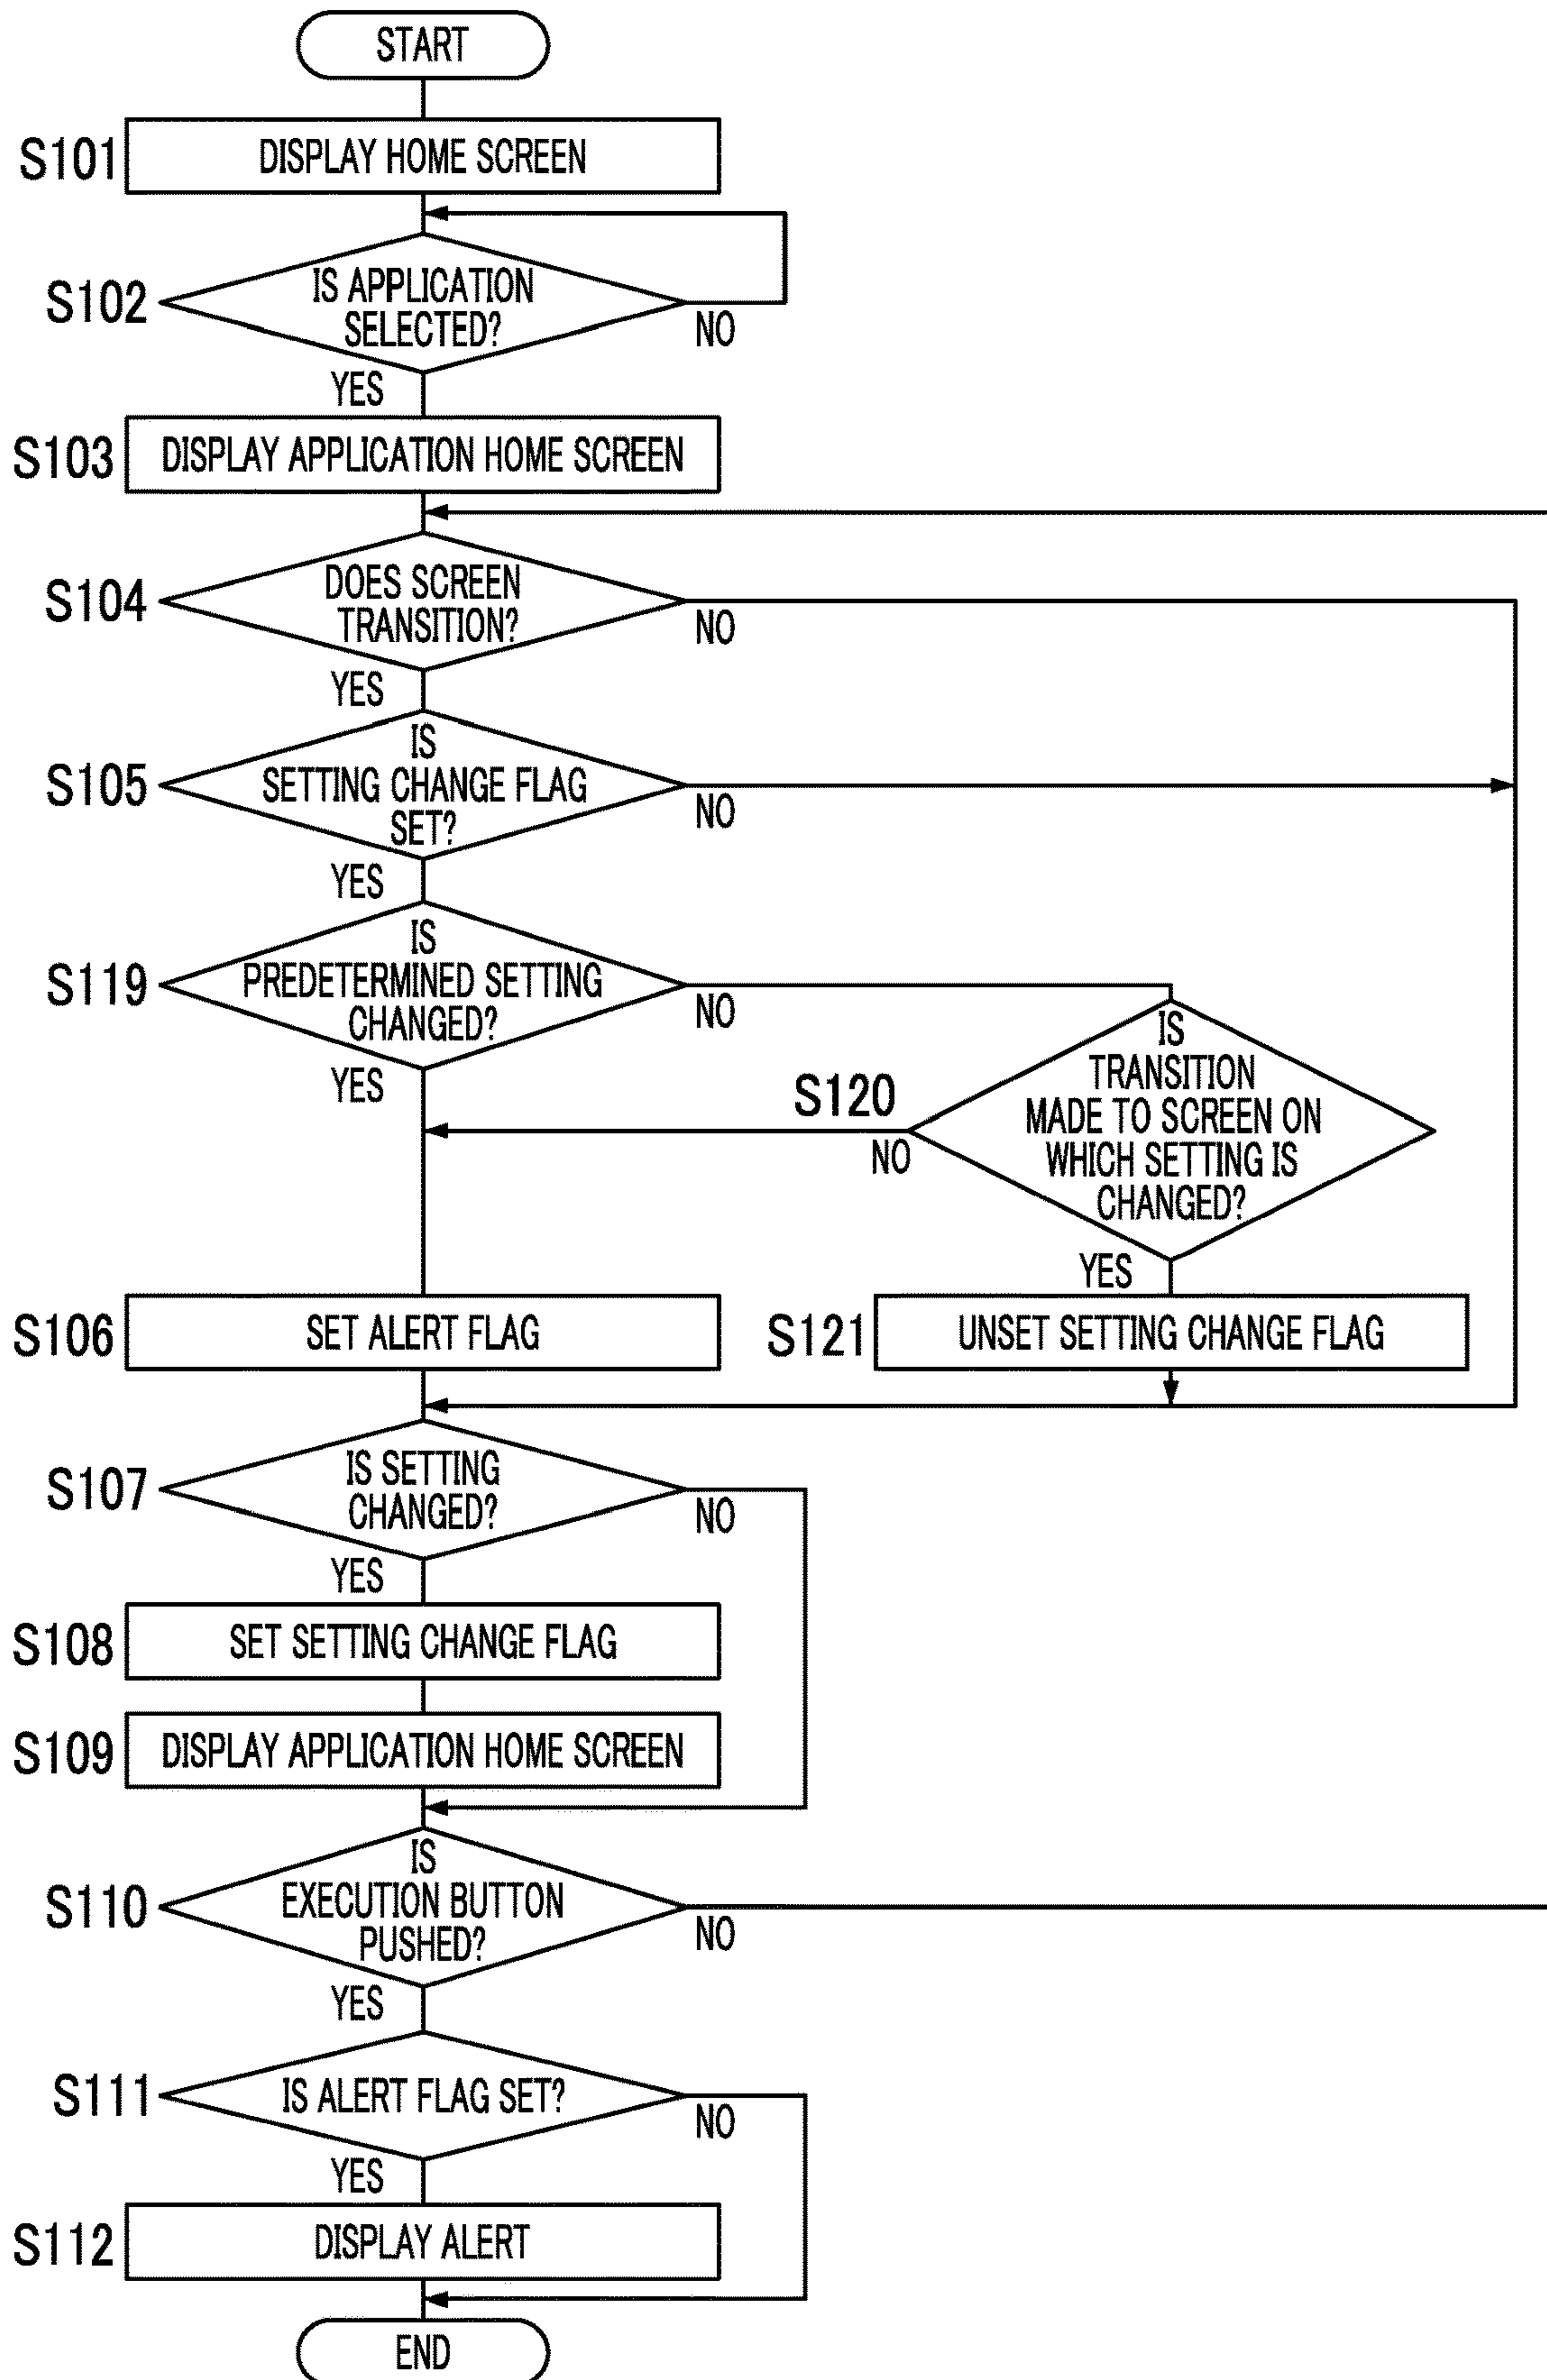 START
S101
DISPLAY HOME SCREEN
S102
IS APPLICATION
SELECTED?
NO
YES
S103
DISPLAY APPLICATION HOME SCREEN
S104
DOES SCREEN
TRANSITION?
NO
YES
S105
IS
SETTING CHANGE FLAG
SET?
NO
YES
S119
IS
PREDETERMINED SETTING
CHANGED?
NO
YES
S120
IS
TRANSITION
MADE TO SCREEN ON
WHICH SETTING IS
CHANGED?
NO
YES
S106
SET ALERT FLAG
S121
UNSET SETTING CHANGE FLAG
S107
IS SETTING
CHANGED?
NO
YES
S108
SET SETTING CHANGE FLAG
S109
DISPLAY APPLICATION HOME SCREEN
S110
IS
EXECUTION BUTTON
PUSHED?
NO
YES
S111
IS ALERT FLAG SET?
NO
YES
S112
DISPLAY ALERT
END